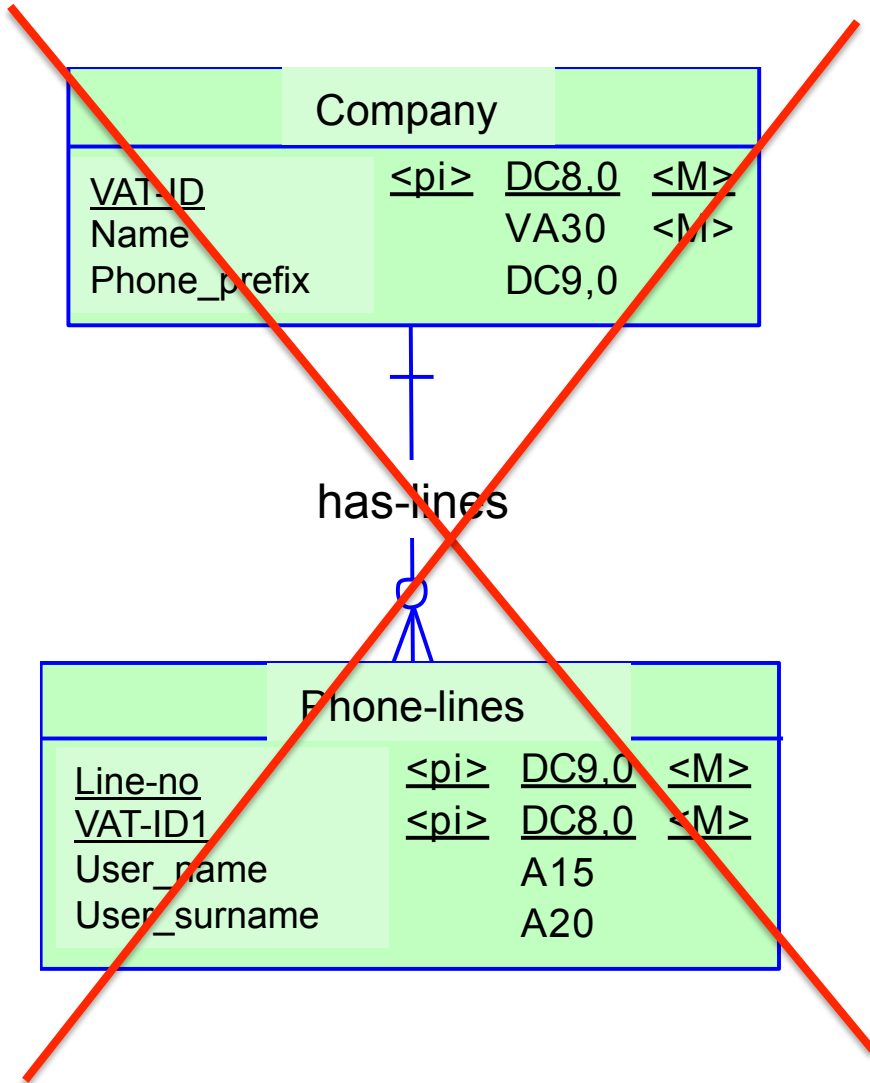 Company
VAT-ID <pi> DC8,0 <M>
Name VA30 <M>
Phone_prefix DC9,0
has-lines
Phone-lines
Line-no <pi> DC9,0 <M>
VAT-ID1 <pi> DC8,0 <M>
User_name A15
User_surname A20